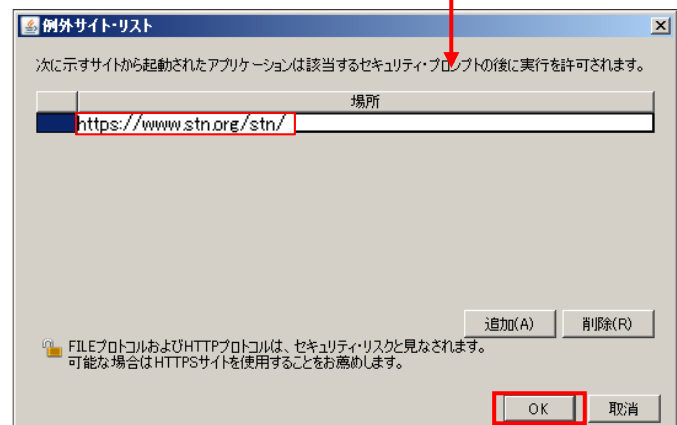 例外サイト・リスト
次に示すサイトから起動されたアプリケーションは該当するセキュリティ・プロンプトの後に実行を許可されます。
場所
https://www.stn.org/stn/
追加(A) 削除(R)
FILEプロトコルおよびHTTPプロトコルは、セキュリティ・リスクと見なされます。
可能な場合はHTTPSサイトを使用することをお薦めします。
OK 取消